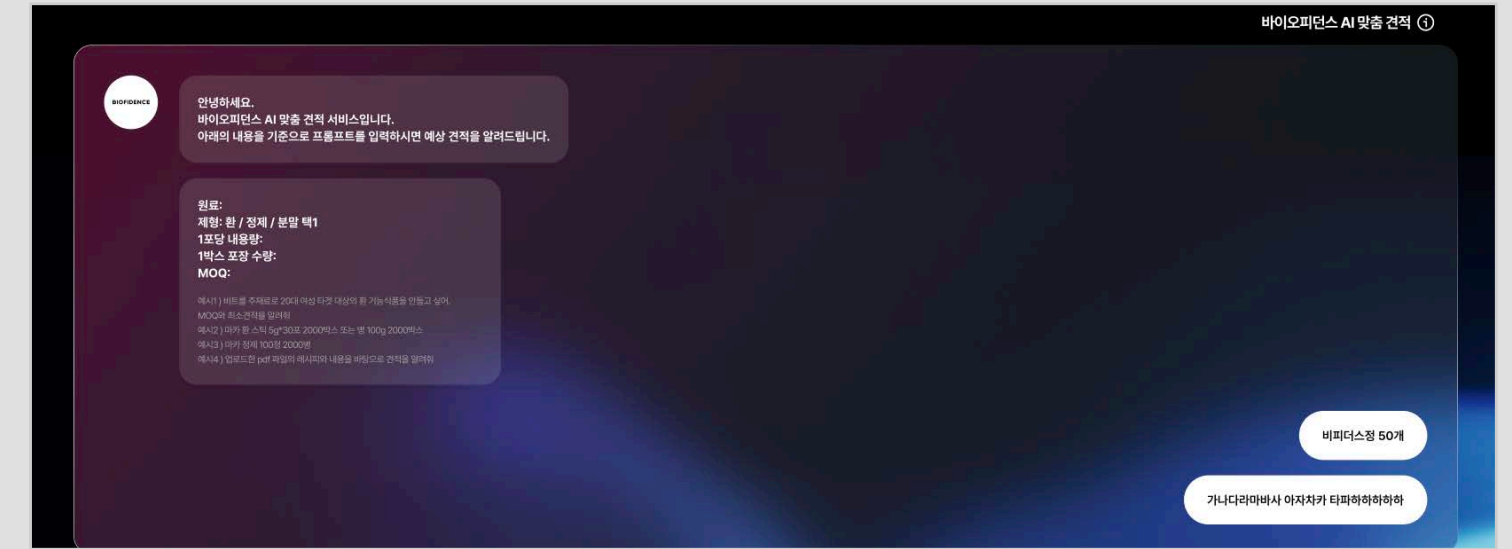 바이오피던스 AI 맞춤 견적
BIOFIDENCE
안녕하세요.
바이오피던스 AI 맞춤 견적 서비스입니다.
아래의 내용을 기준으로 프롬프트를 입력하시면 예상 견적을 알려드립니다.
원료:
제형: 환 / 정제 / 분말 택1
1포당 내용량:
1박스 포장 수량:
MOQ:
예시1 ) 비트를 주재료로 20대 여성 타겟 대상의 환 기능식품을 만들고 싶어.
MOQ와 최소견적을 알려줘
예시2 ) 마카 환 스틱 5g*30포 2000박스 또는 병 100g 2000박스
예시3 ) 마카 정제 100정 2000병
예시4 ) 업로드한 pdf 파일의 레시피와 내용을 바탕으로 견적을 알려줘
비피더스정 50개
가나다라마바사 아자차카 타파하하하하하